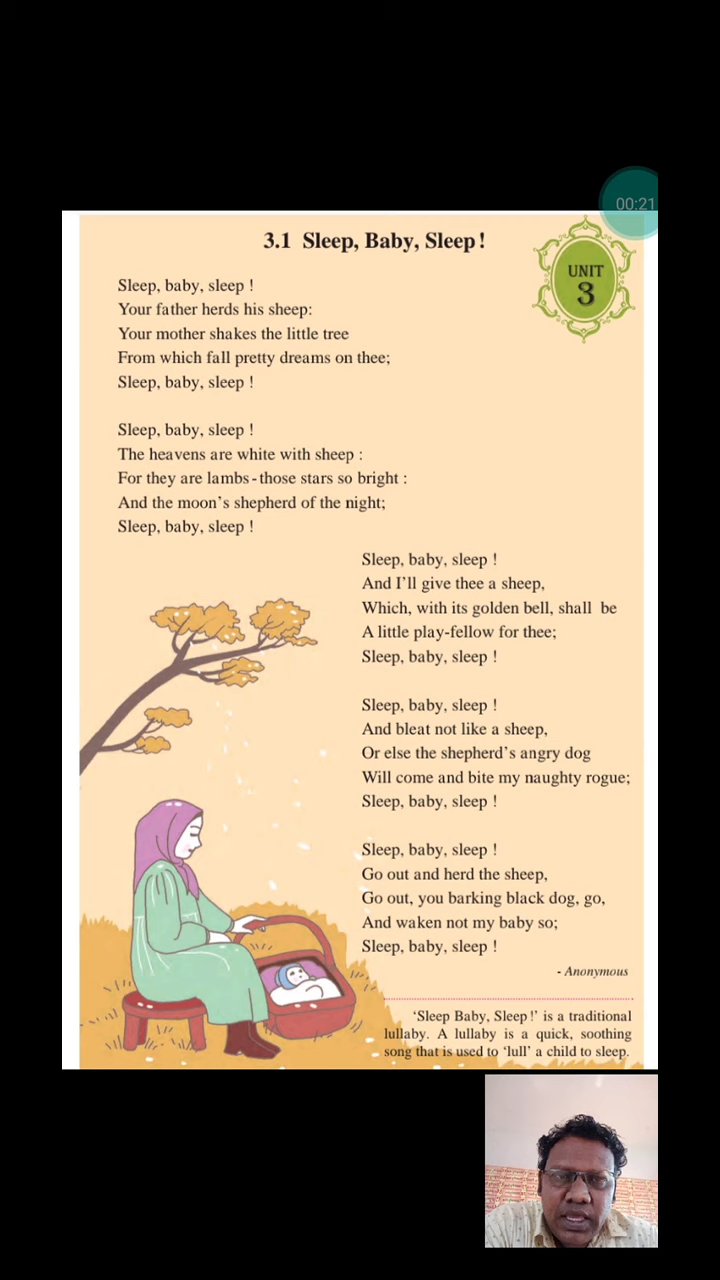 00:21
3.1 Sleep, Baby, Sleep !
UNIT
3
Sleep, baby, sleep !
Your father herds his sheep:
Your mother shakes the little tree
From which fall pretty dreams on thee;
Sleep, baby, sleep !
Sleep, baby, sleep !
The heavens are white with sheep :
For they are lambs - those stars so bright :
And the moon's shepherd of the night;
Sleep, baby, sleep !
Sleep, baby, sleep !
And I'll give thee a sheep,
Which, with its golden bell, shall be
A little play-fellow for thee;
Sleep, baby, sleep !
Sleep, baby, sleep !
And bleat not like a sheep,
Or else the shepherd's angry dog
Will come and bite my naughty rogue;
Sleep, baby, sleep !
Sleep, baby, sleep !
Go out and herd the sheep,
Go out, you barking black dog, go,
And waken not my baby so;
Sleep, baby, sleep !
- Anonymous
'Sleep Baby, Sleep !' is a traditional
lullaby. A lullaby is a quick, soothing
song that is used to 'lull' a child to sleep.